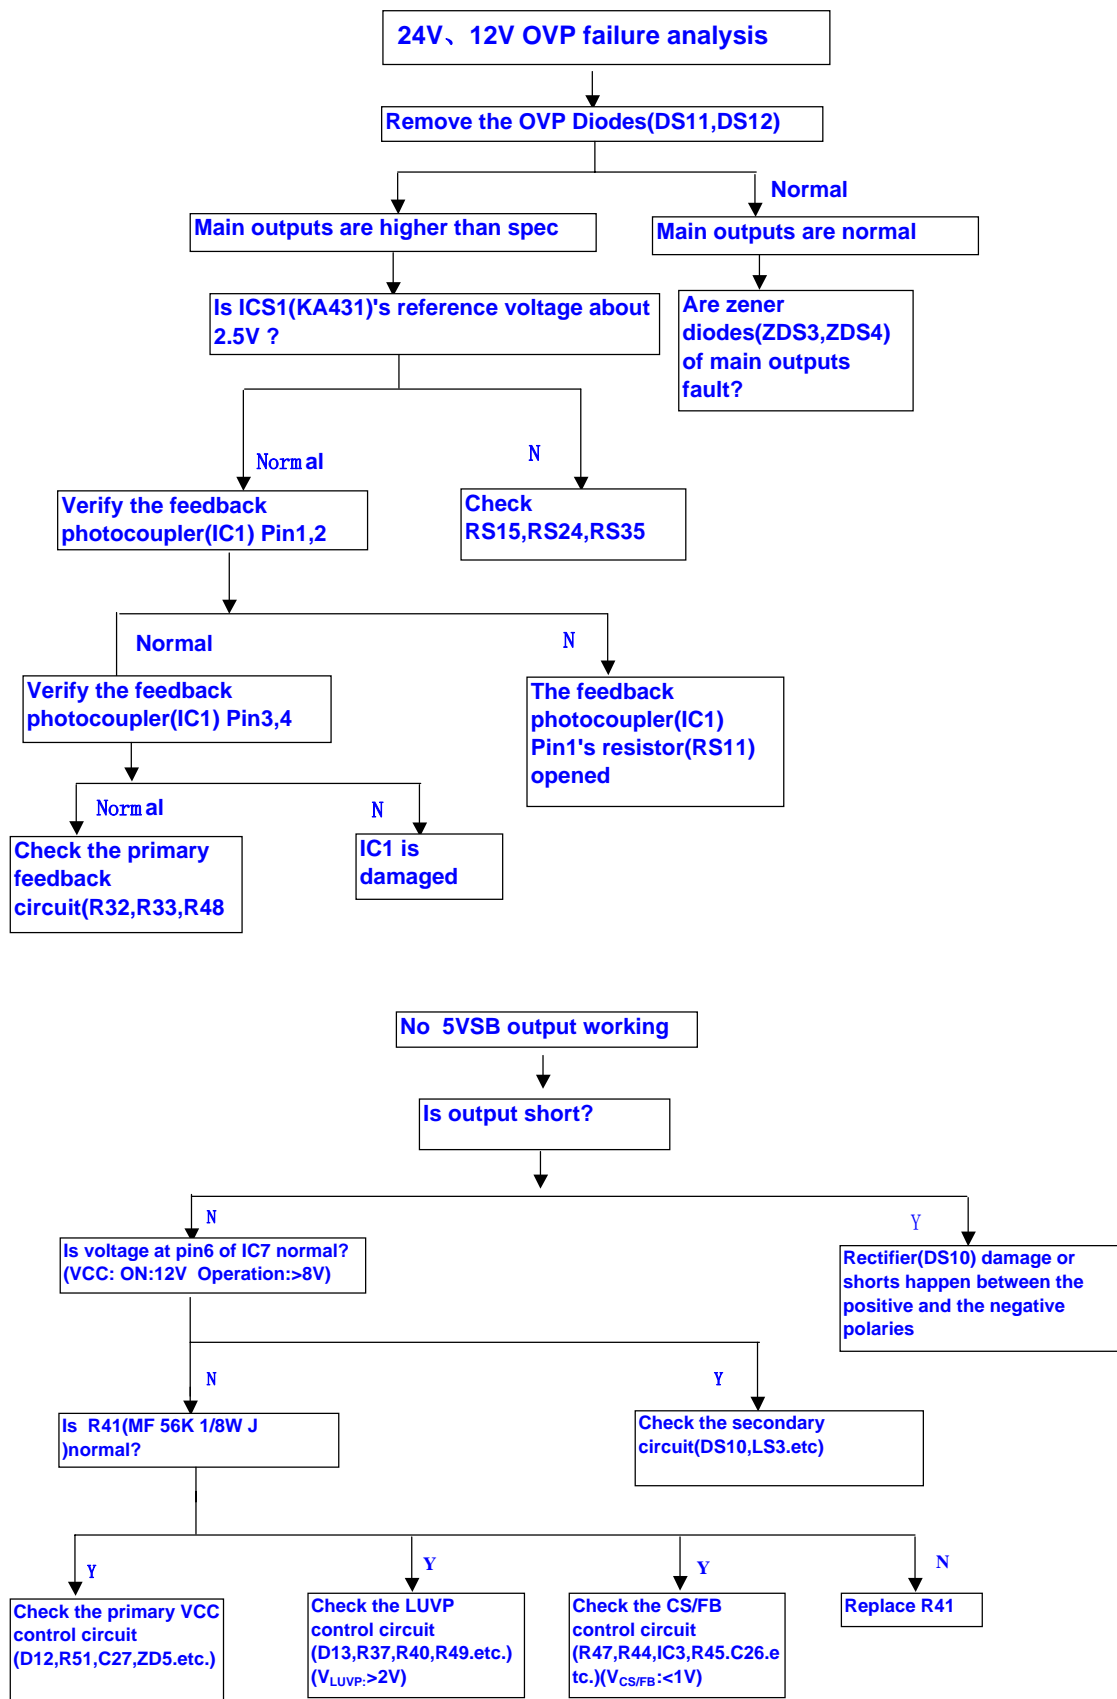 24V、12V OVP failure analysis
Remove the OVP Diodes(DS11,DS12)
Normal
Main outputs are higher than spec
Main outputs are normal
Is ICS1(KA431)'s reference voltage about
2.5V ?
Are zener
diodes(ZDS3,ZDS4)
of main outputs
fault?
Normal
N
Verify the feedback
photocoupler(IC1) Pin1,2
Check
RS15,RS24,RS35
Normal
N
Verify the feedback
photocoupler(IC1) Pin3,4
The feedback
photocoupler(IC1)
Pin1's resistor(RS11)
opened
Normal
N
Check the primary
feedback
circuit(R32,R33,R48
IC1 is
damaged
No  5VSB output working
Is output short?
N
Y
Is voltage at pin6 of IC7 normal?
(VCC: ON:12V  Operation:>8V)
Rectifier(DS10) damage or
shorts happen between the
positive and the negative
polaries
N
Y
Is  R41(MF 56K 1/8W J
)normal?
Check the secondary
circuit(DS10,LS3.etc)
Y
Y
Y
N
Check the primary VCC
control circuit
(D12,R51,C27,ZD5.etc.)
Check the LUVP
control circuit
(D13,R37,R40,R49.etc.)
(VLUVP:>2V)
Check the CS/FB
control circuit
(R47,R44,IC3,R45.C26.e
tc.)(VCS/FB:<1V)
Replace R41